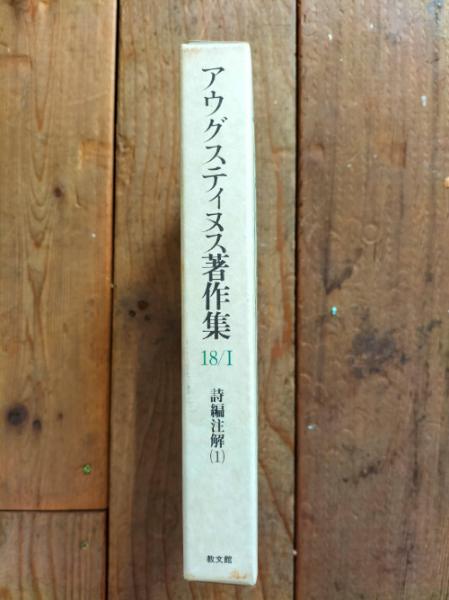 アウグスティヌス著作集
18/I
詩編注解(1)
教文館